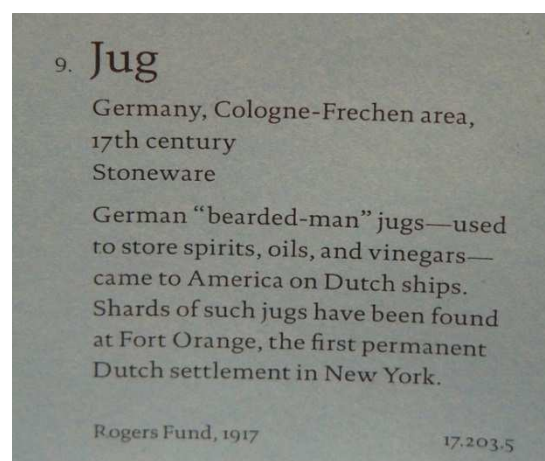 9. Jug
Germany, Cologne-Frechen area,
17th century
Stoneware
German “bearded-man” jugs—used
to store spirits, oils, and vinegars—
came to America on Dutch ships.
Shards of such jugs have been found
at Fort Orange, the first permanent
Dutch settlement in New York.
Rogers Fund, 1917 17.203.5